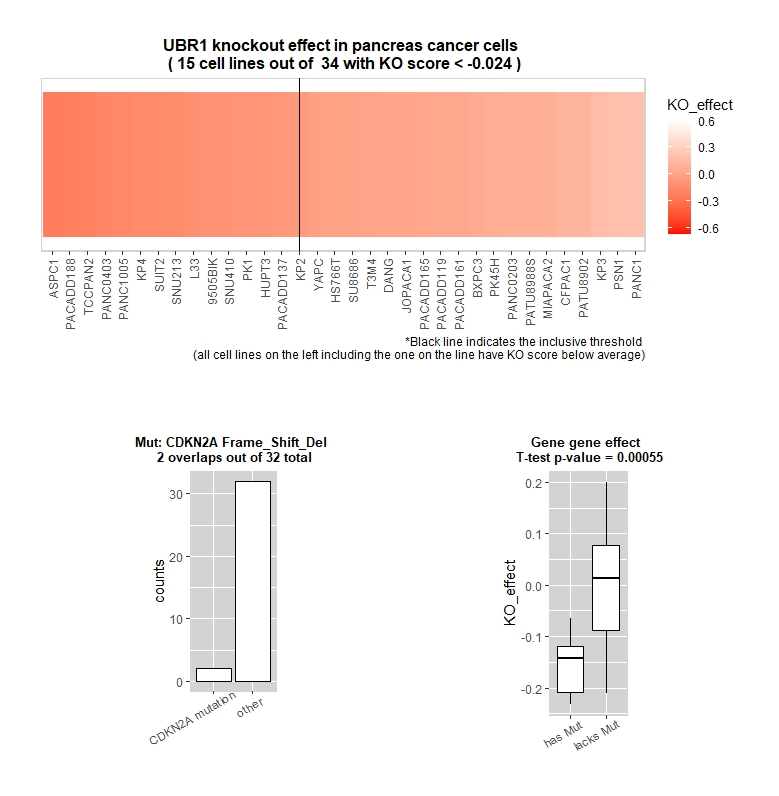 UBR1 knockout effect in pancreas cancer cells
( 15 cell lines out of  34 with KO score < -0.024 )
KO_effect
0.6
0.3
0.0
-0.3
-0.6
ASPC1
PACADD188
TCCPAN2
PANC0403
PANC1005
KP4
SUIT2
SNU213
L33
9505BIK
SNU410
PK1
HUPT3
PACADD137
KP2
YAPC
HS766T
SU8686
T3M4
DANG
JOPACA1
PACADD165
PACADD119
PACADD161
BXPC3
PK45H
PANC0203
PATU8988S
MIAPACA2
CFPAC1
PATU8902
KP3
PSN1
PANC1
*Black line indicates the inclusive threshold
(all cell lines on the left including the one on the line have KO score below average)
Mut: CDKN2A Frame_Shift_Del
2 overlaps out of 32 total
counts
30
20
10
0
CDKN2A mutation
other
Gene gene effect
T-test p-value = 0.00055
KO_effect
0.2
0.1
0.0
-0.1
-0.2
has Mut
lacks Mut